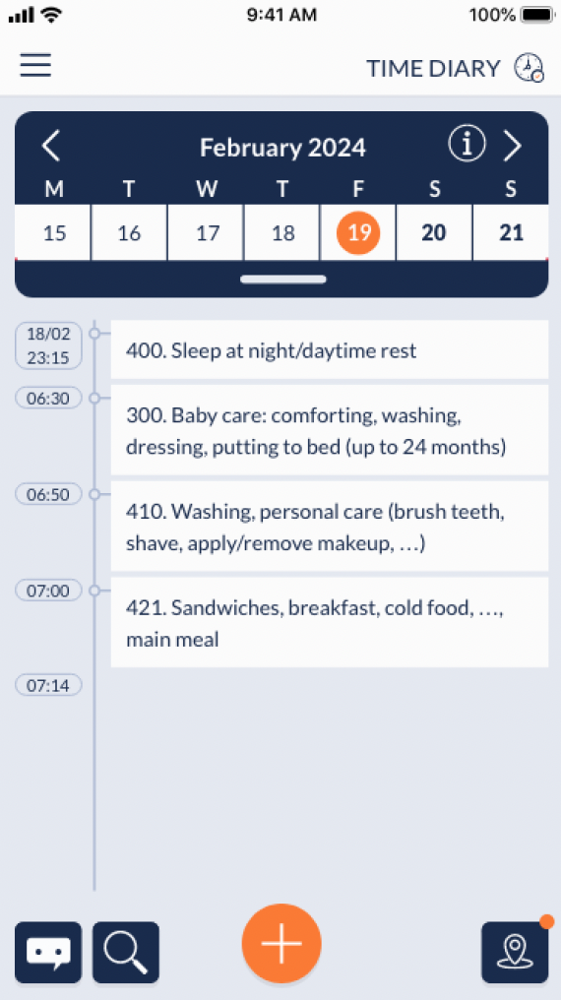 9:41 AM
100%
TIME DIARY
February 2024
i
M T W T F S S
15 16 17 18 19 20 21
18/02
23:15
400. Sleep at night/daytime rest
06:30
300. Baby care: comforting, washing,
dressing, putting to bed (up to 24 months)
06:50
410. Washing, personal care (brush teeth,
shave, apply/remove makeup, …)
07:00
421. Sandwiches, breakfast, cold food, …,
main meal
07:14